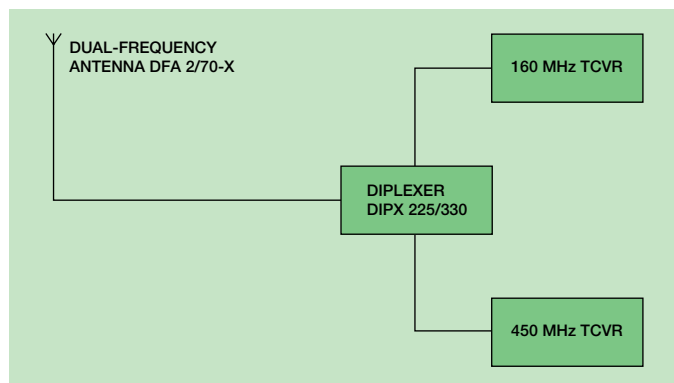 DUAL-FREQUENCY
ANTENNA DFA 2/70-X
160 MHz TCVR
DIPLEXER
DIPX 225/330
450 MHz TCVR